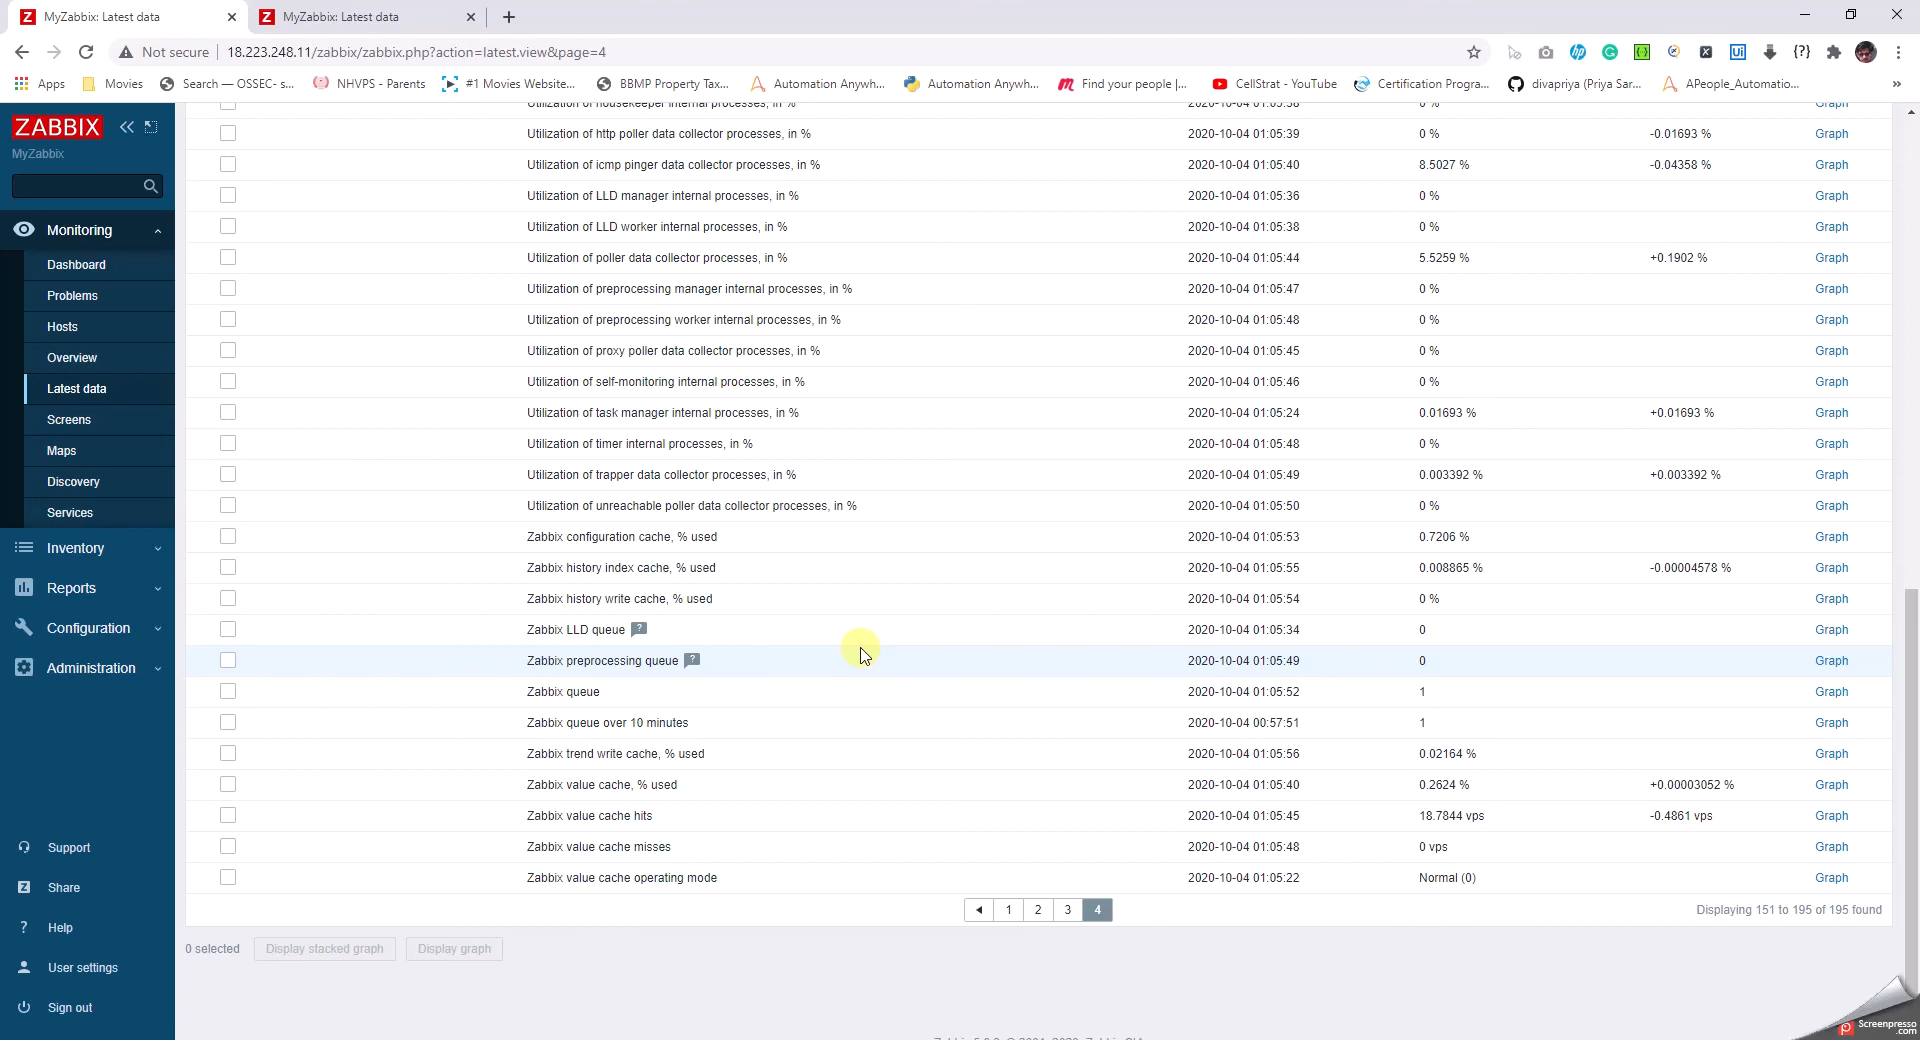 MyZabbix: Latest data
MyZabbix: Latest data
Not secure 18.223.248.11/zabbix/zabbix.php?action=latest.view&page=4
Apps Movies Search — OSSEC- s... NHVPS - Parents #1 Movies Website... BBMP Property Tax... Automation Anywh... Automation Anywh... Find your people |... CellStrat - YouTube Certification Progra... divapriya (Priya Sar... APeople_Automatio... »
ZABBIX
MyZabbix
Monitoring
Dashboard
Problems
Hosts
Overview
Latest data
Screens
Maps
Discovery
Services
Inventory
Reports
Configuration
Administration
Support
Share
Help
User settings
Sign out
Utilization of housekeeper internal processes, in % 2020-10-04 01:05:38 0 % Graph
Utilization of http poller data collector processes, in % 2020-10-04 01:05:39 0 % -0.01693 % Graph
Utilization of icmp pinger data collector processes, in % 2020-10-04 01:05:40 8.5027 % -0.04358 % Graph
Utilization of LLD manager internal processes, in % 2020-10-04 01:05:36 0 % Graph
Utilization of LLD worker internal processes, in % 2020-10-04 01:05:38 0 % Graph
Utilization of poller data collector processes, in % 2020-10-04 01:05:44 5.5259 % +0.1902 % Graph
Utilization of preprocessing manager internal processes, in % 2020-10-04 01:05:47 0 % Graph
Utilization of preprocessing worker internal processes, in % 2020-10-04 01:05:48 0 % Graph
Utilization of proxy poller data collector processes, in % 2020-10-04 01:05:45 0 % Graph
Utilization of self-monitoring internal processes, in % 2020-10-04 01:05:46 0 % Graph
Utilization of task manager internal processes, in % 2020-10-04 01:05:24 0.01693 % +0.01693 % Graph
Utilization of timer internal processes, in % 2020-10-04 01:05:48 0 % Graph
Utilization of trapper data collector processes, in % 2020-10-04 01:05:49 0.003392 % +0.003392 % Graph
Utilization of unreachable poller data collector processes, in % 2020-10-04 01:05:50 0 % Graph
Zabbix configuration cache, % used 2020-10-04 01:05:53 0.7206 % Graph
Zabbix history index cache, % used 2020-10-04 01:05:55 0.008865 % -0.00004578 % Graph
Zabbix history write cache, % used 2020-10-04 01:05:54 0 % Graph
Zabbix LLD queue ? 2020-10-04 01:05:34 0 Graph
Zabbix preprocessing queue ? 2020-10-04 01:05:49 0 Graph
Zabbix queue 2020-10-04 01:05:52 1 Graph
Zabbix queue over 10 minutes 2020-10-04 00:57:51 1 Graph
Zabbix trend write cache, % used 2020-10-04 01:05:56 0.02164 % Graph
Zabbix value cache, % used 2020-10-04 01:05:40 0.2624 % +0.00003052 % Graph
Zabbix value cache hits 2020-10-04 01:05:45 18.7844 vps -0.4861 vps Graph
Zabbix value cache misses 2020-10-04 01:05:48 0 vps Graph
Zabbix value cache operating mode 2020-10-04 01:05:22 Normal (0) Graph
1 2 3 4 Displaying 151 to 195 of 195 found
0 selected Display stacked graph Display graph
Screenpresso
.com